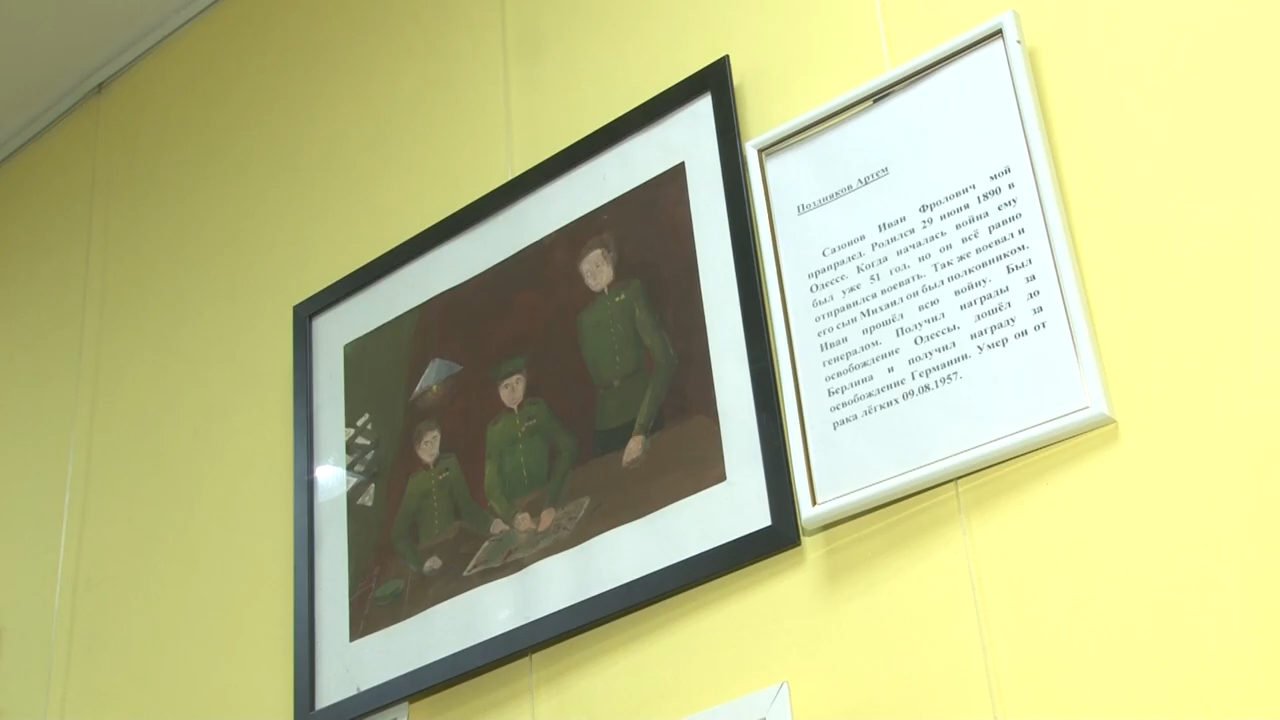 Поздняков Артем
Сазонов Иван Фролович мой
прапрадед. Родился 29 июня 1890 в
Одессе. Когда началась война ему
был уже 51 год, но он всё равно
отправился воевать. Так же воевал и
его сын Михаил он был полковником.
Иван прошёл всю войну. Был
генералом. Получил награды за
освобождение Одессы, дошёл до
Берлина и получил награду за
освобождение Германии. Умер он от
рака лёгких 09.08.1957.